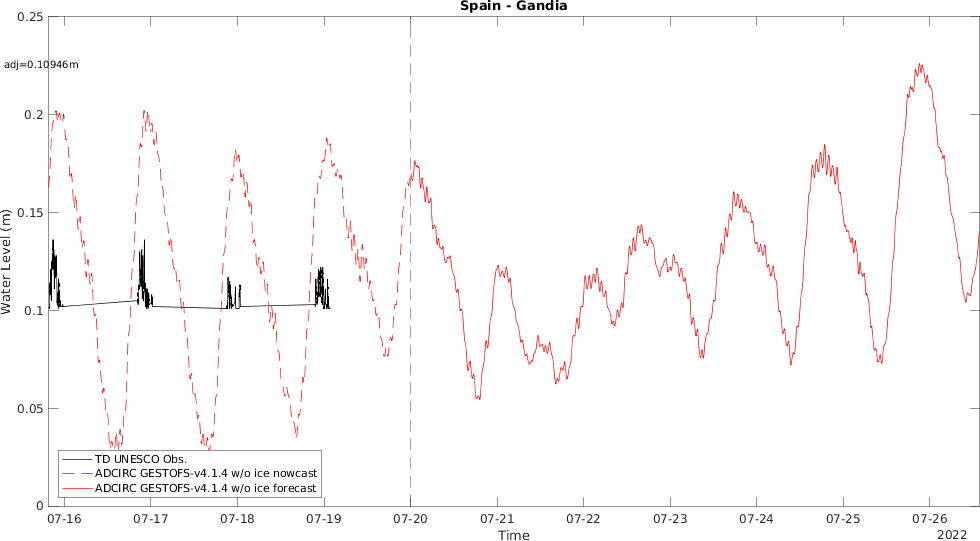 Spain - Gandia
0.25
adj=0.10946m
0.2
0.15
0.1
0.05
0
Water Level (m)
TD UNESCO Obs.
ADCIRC GESTOFS-v4.1.4 w/o ice nowcast
ADCIRC GESTOFS-v4.1.4 w/o ice forecast
07-16 07-17 07-18 07-19 07-20 07-21 07-22 07-23 07-24 07-25 07-26
Time
2022